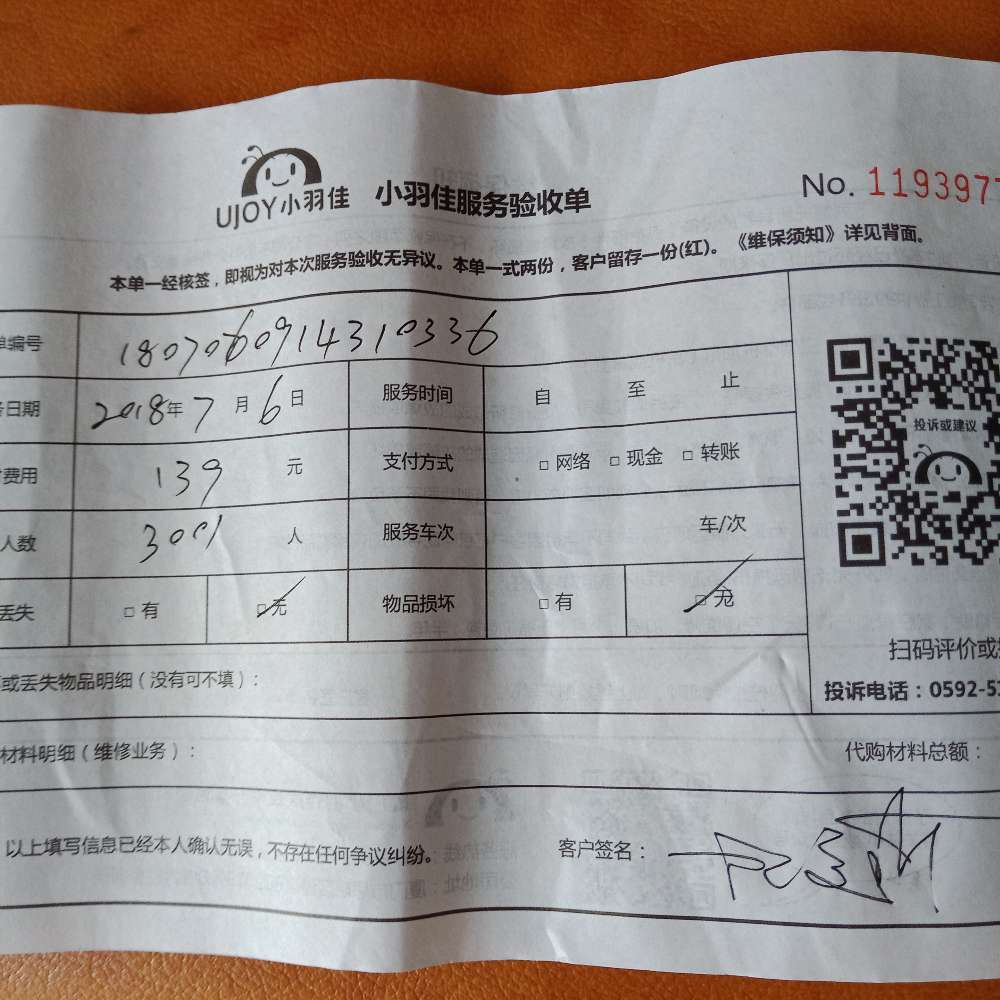 UJOY小羽佳 小羽佳服务验收单 No. 1193977
本单一经核签，即视为对本次服务验收无异议。本单一式两份，客户留存一份(红)。《维保须知》详见背面。
单编号 1807060914310336
务日期 2018年7月6日 服务时间 自 至 止
费用 139 元 支付方式 □ 网络 □ 现金 □ 转账
人数 人 服务车次 车/次
丢失 □ 有 □ 无 物品损坏 □ 有 □ 无
投诉或建议
扫码评价或
或丢失物品明细（没有可不填）：
投诉电话：0592-5
材料明细（维修业务）： 代购材料总额：
以上填写信息已经本人确认无误，不存在任何争议纠纷。 客户签名：